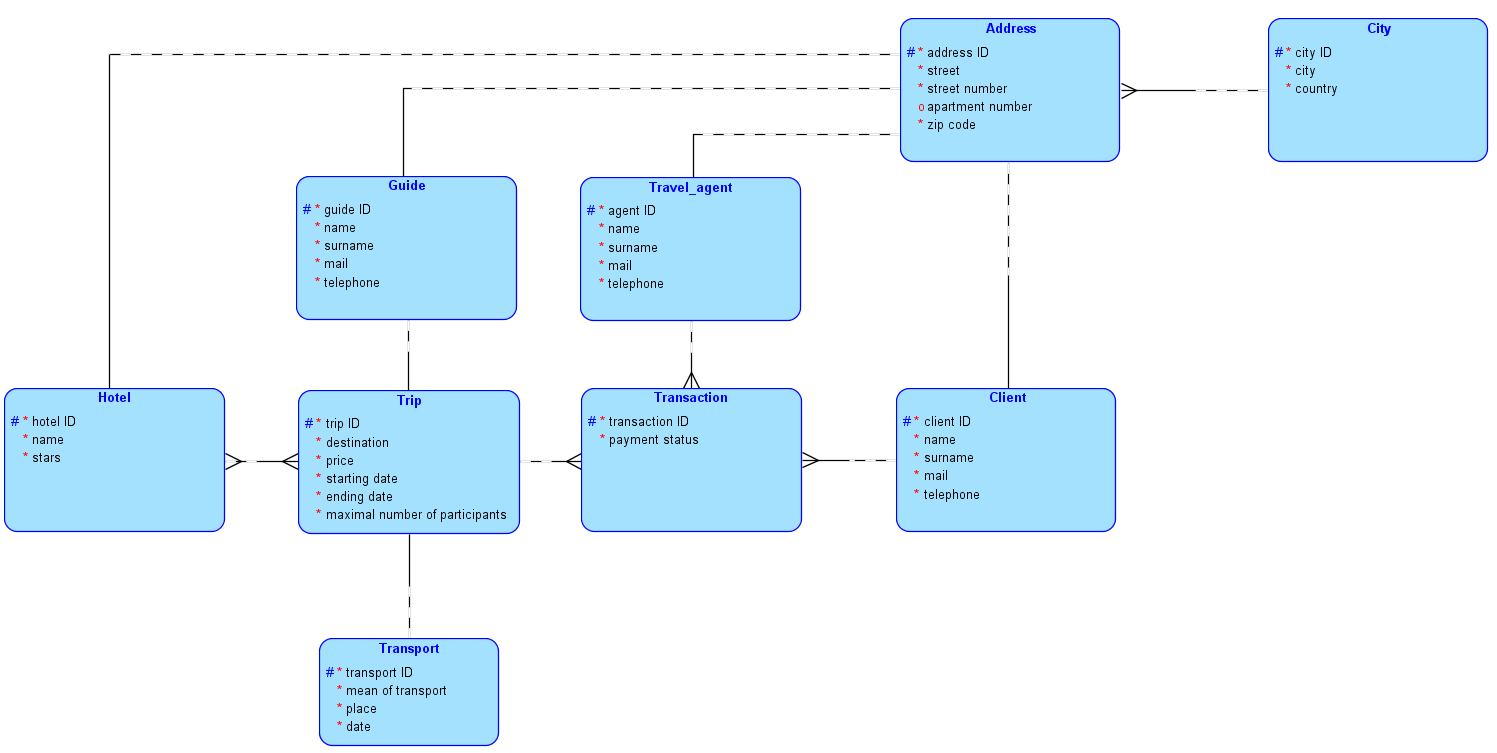 Address
#* address ID
* street
* street number
o apartment number
* zip code
City
#* city ID
* city
* country
Guide
#* guide ID
* name
* surname
* mail
* telephone
Travel_agent
#* agent ID
* name
* surname
* mail
* telephone
Hotel
#* hotel ID
* name
* stars
Trip
#* trip ID
* destination
* price
* starting date
* ending date
* maximal number of participants
Transaction
#* transaction ID
* payment status
Client
#* client ID
* name
* surname
* mail
* telephone
Transport
#* transport ID
* mean of transport
* place
* date